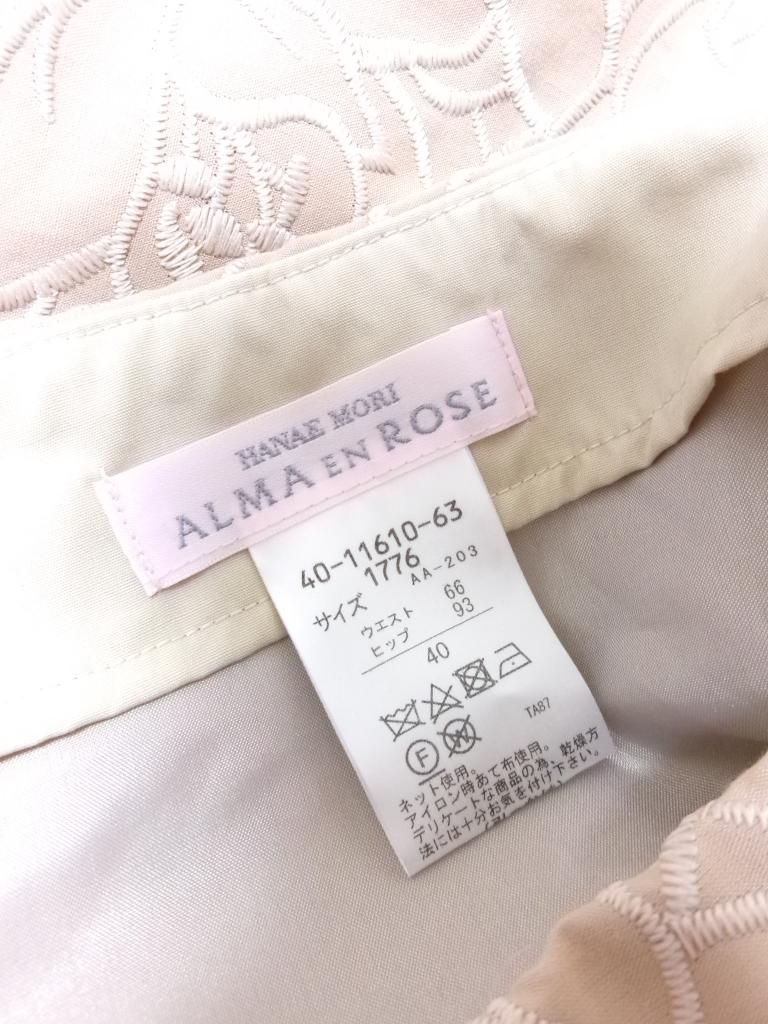 HANAE MORI
ALMA EN ROSE
40-11610-63
1776 AA-203
サイズ
ウエスト 66
ヒップ 93
40
F W
TA87
ネット使用。
アイロン時あて布使用。
デリケートな商品の為、乾燥方
法には十分お気を付け下さい。